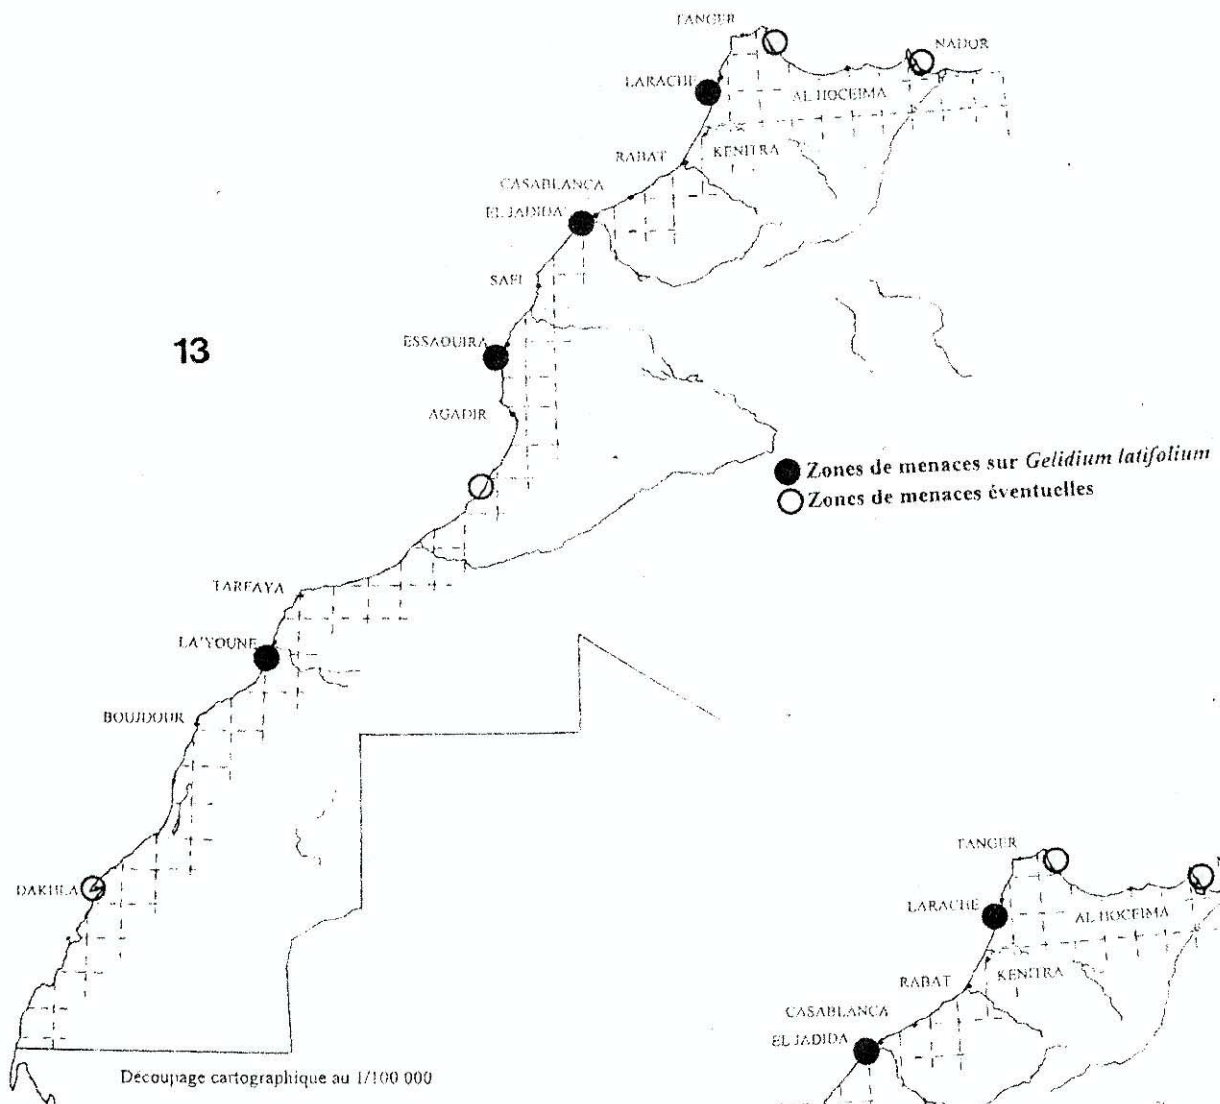 TANGER
NADOR
LARACHE
AL HOCEIMA
RABAT
KENITRA
CASABLANCA
EL JADIDA
SAFI
13
ESSAOUIRA
AGADIR
Zones de menaces sur Gelidium latifolium
Zones de menaces éventuelles
TARFAYA
LA'YOUNE
BOUJDOUR
DAKHLA
Découpage cartographique au 1/100 000
TANGER
LARACHE
AL HOCEIMA
RABAT
KENITRA
CASABLANCA
EL JADIDA